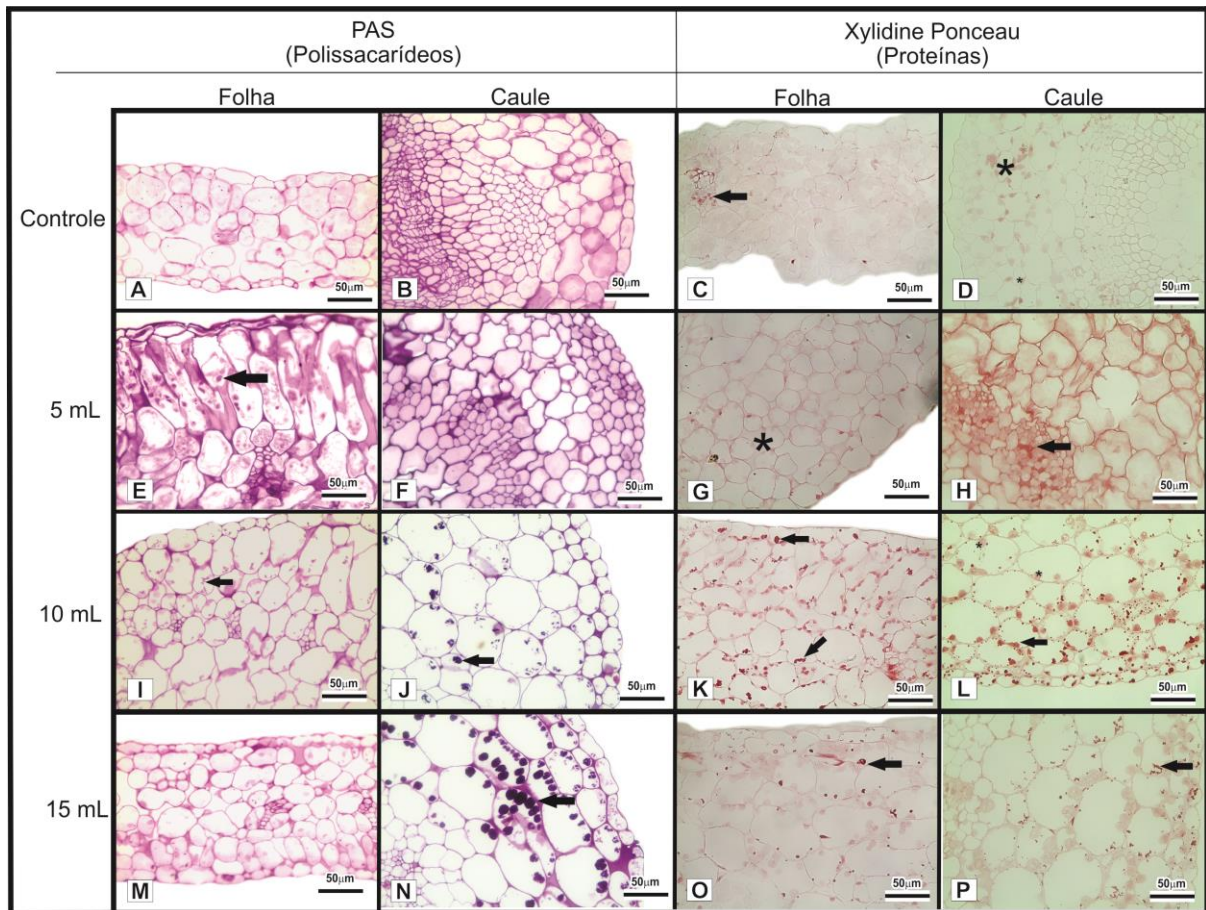 PAS
(Polissacarídeos)
Xylidine Ponceau
(Proteínas)
Folha
Caule
Folha
Caule
Controle
A
50µm
B
50µm
C
50µm
*
*
D
50µm
5 mL
E
50µm
F
50µm
*
G
50µm
H
50µm
10 mL
I
50µm
J
50µm
K
50µm
*
*
L
50µm
15 mL
M
50µm
N
50µm
O
50µm
P
50µm